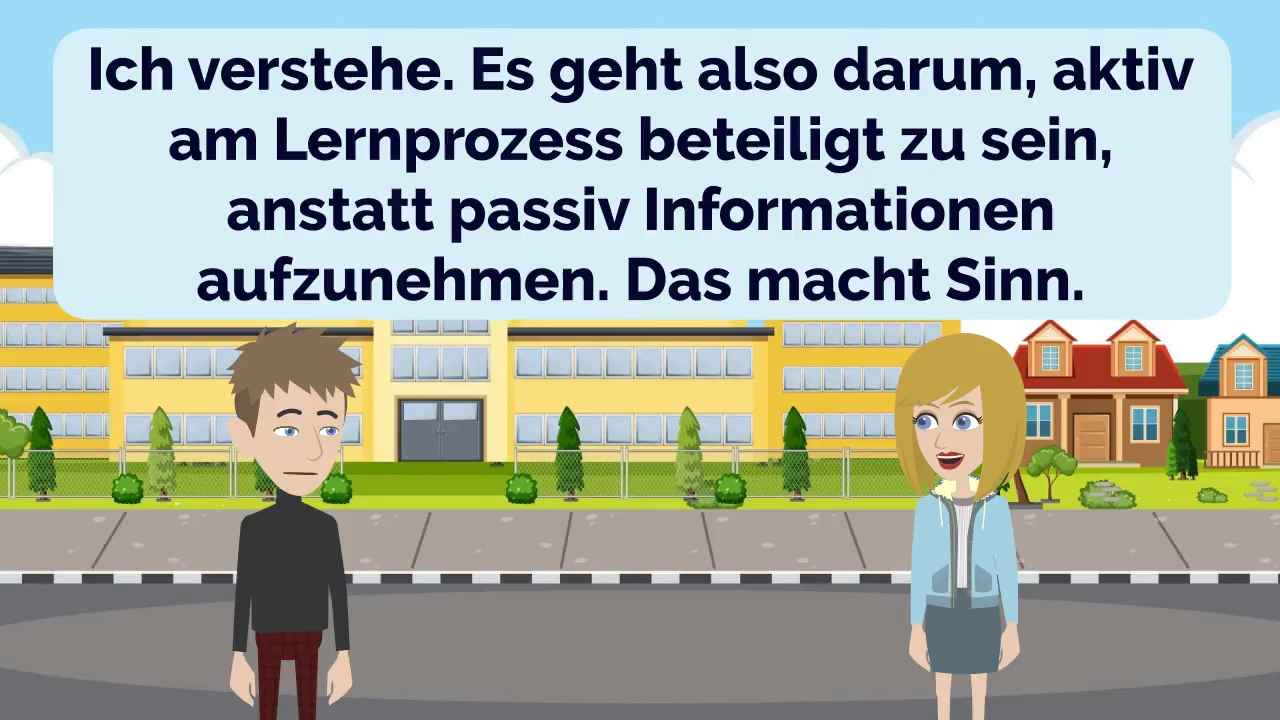 Ich verstehe. Es geht also darum, aktiv
am Lernprozess beteiligt zu sein,
anstatt passiv Informationen
aufzunehmen. Das macht Sinn.